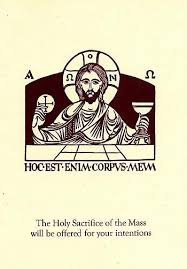 Α Ω
HOC·EST·ENIM·CORPVS·MEVM
The Holy Sacrifice of the Mass
will be offered for your intentions